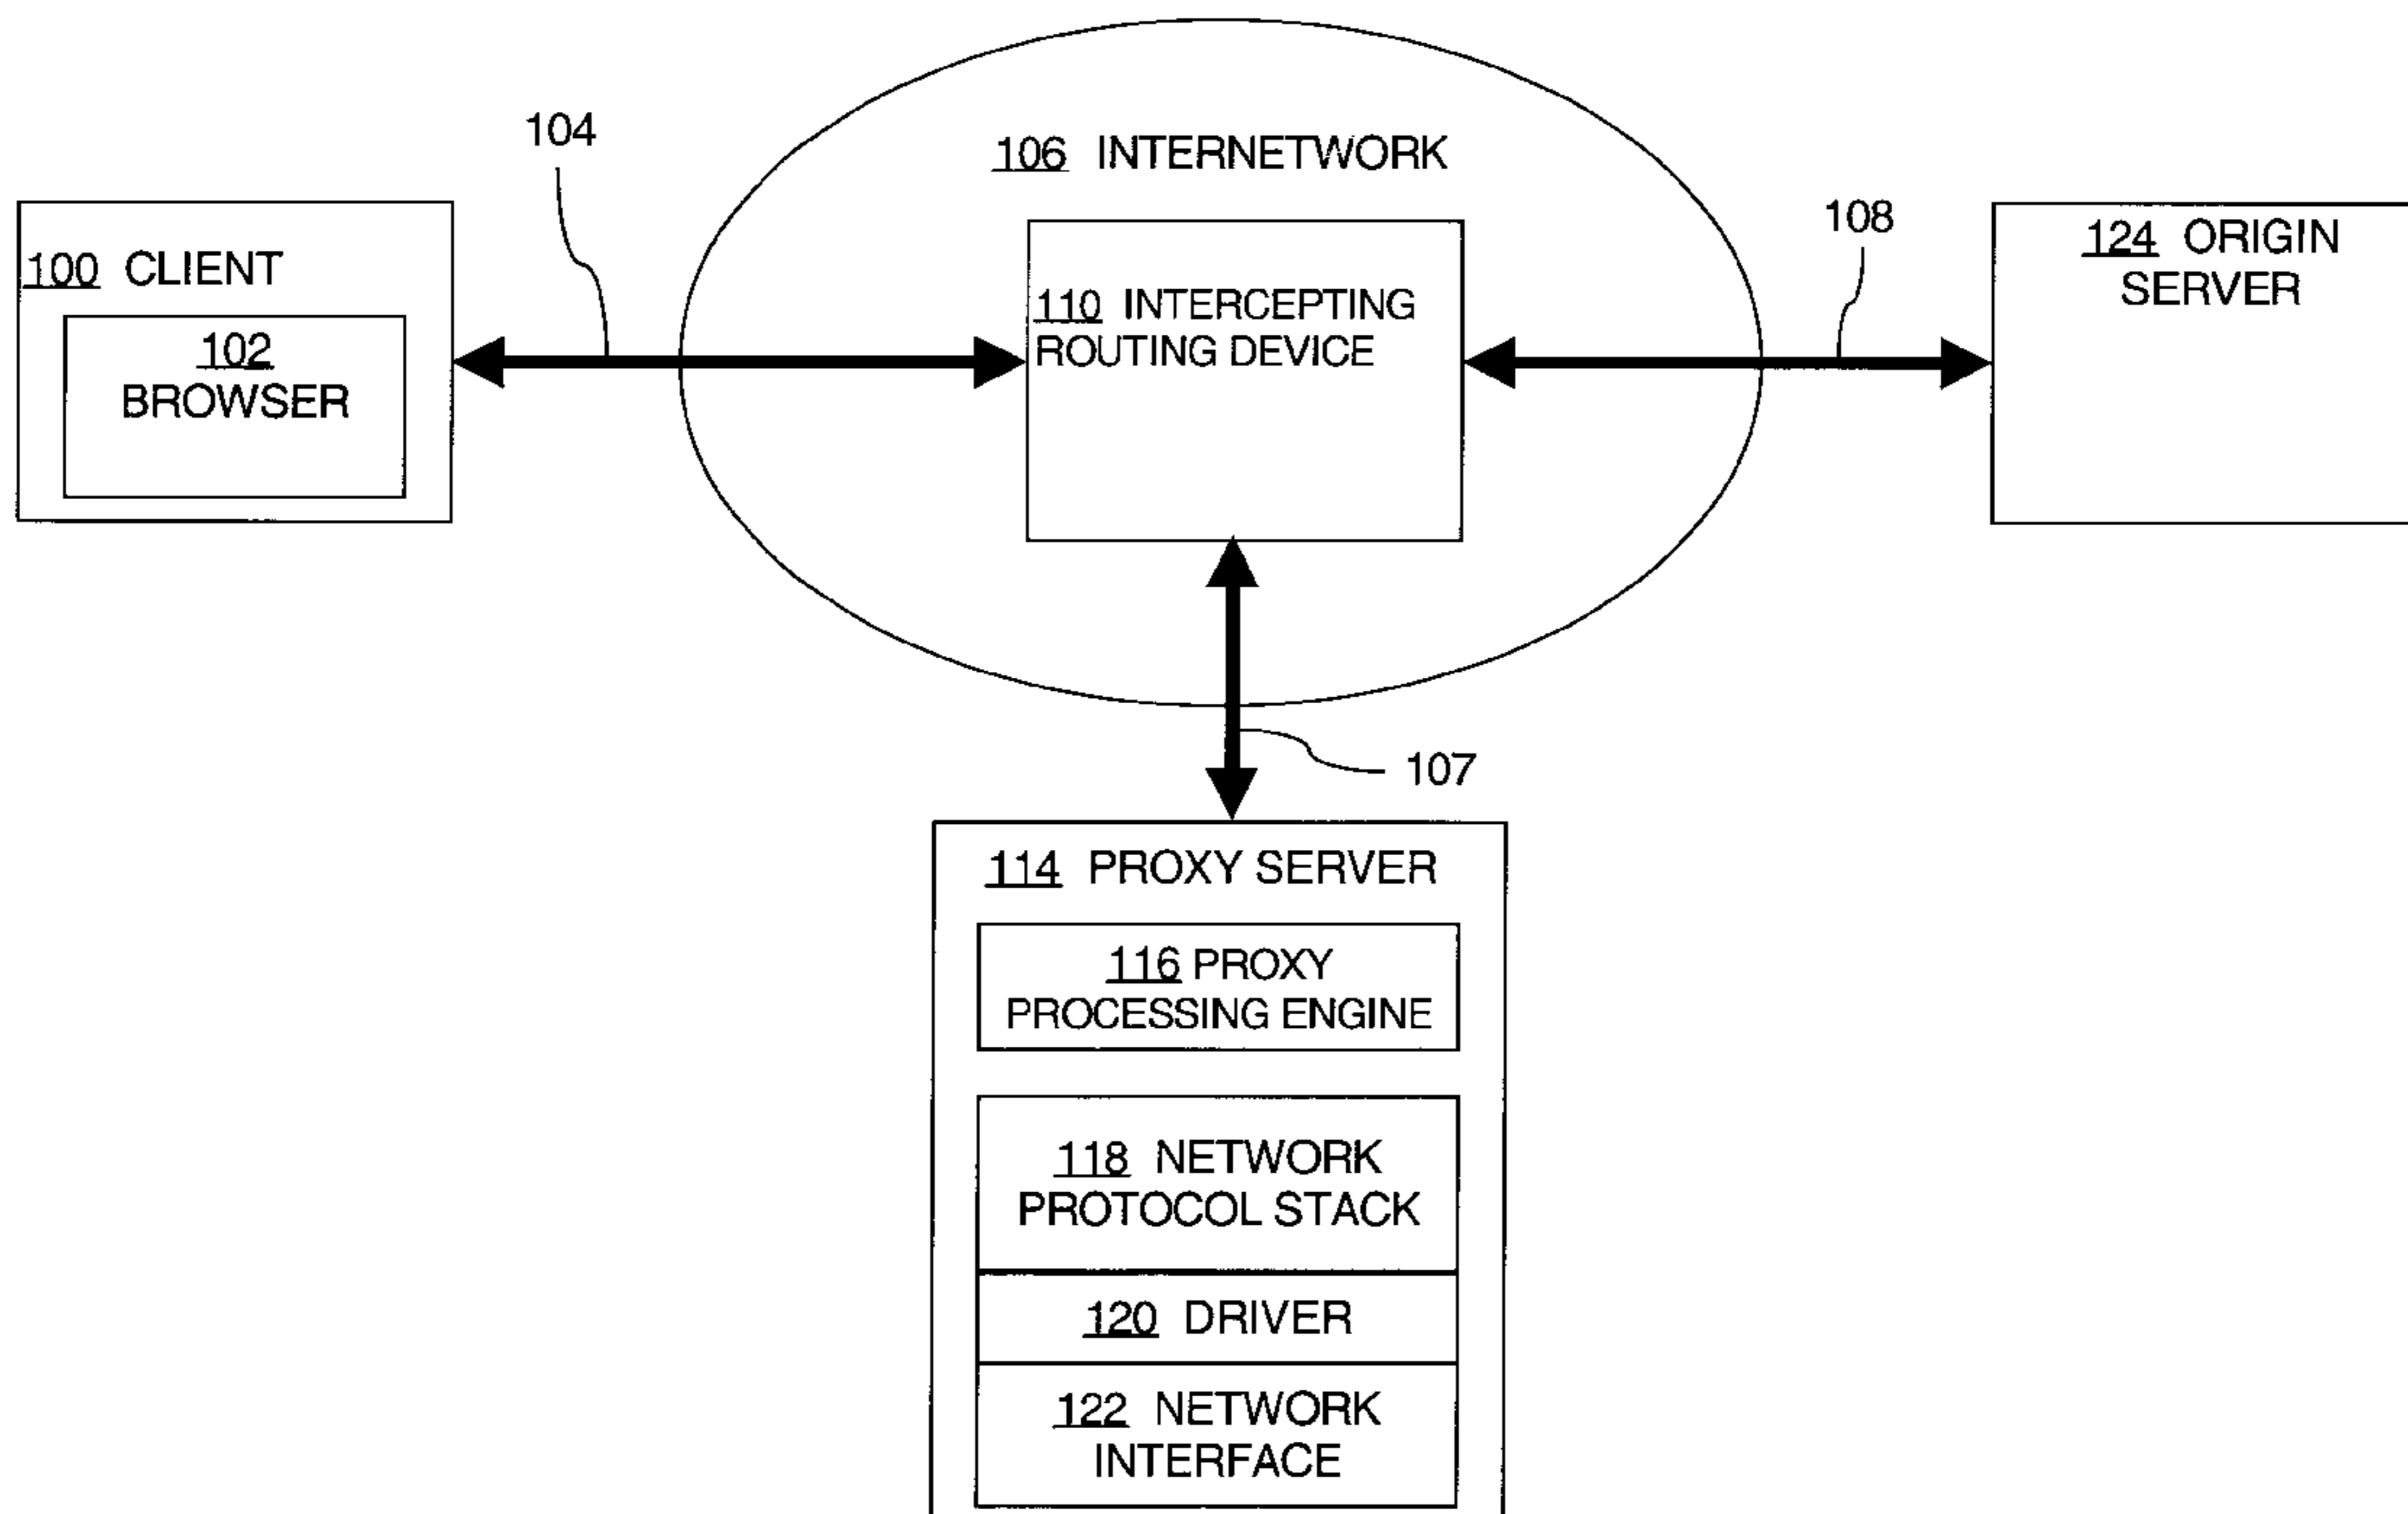 104
106 INTERNETWORK
108
100 CLIENT
102
BROWSER
110 INTERCEPTING
ROUTING DEVICE
124 ORIGIN
SERVER
107
114 PROXY SERVER
116 PROXY
PROCESSING ENGINE
118 NETWORK
PROTOCOL STACK
120 DRIVER
122 NETWORK
INTERFACE